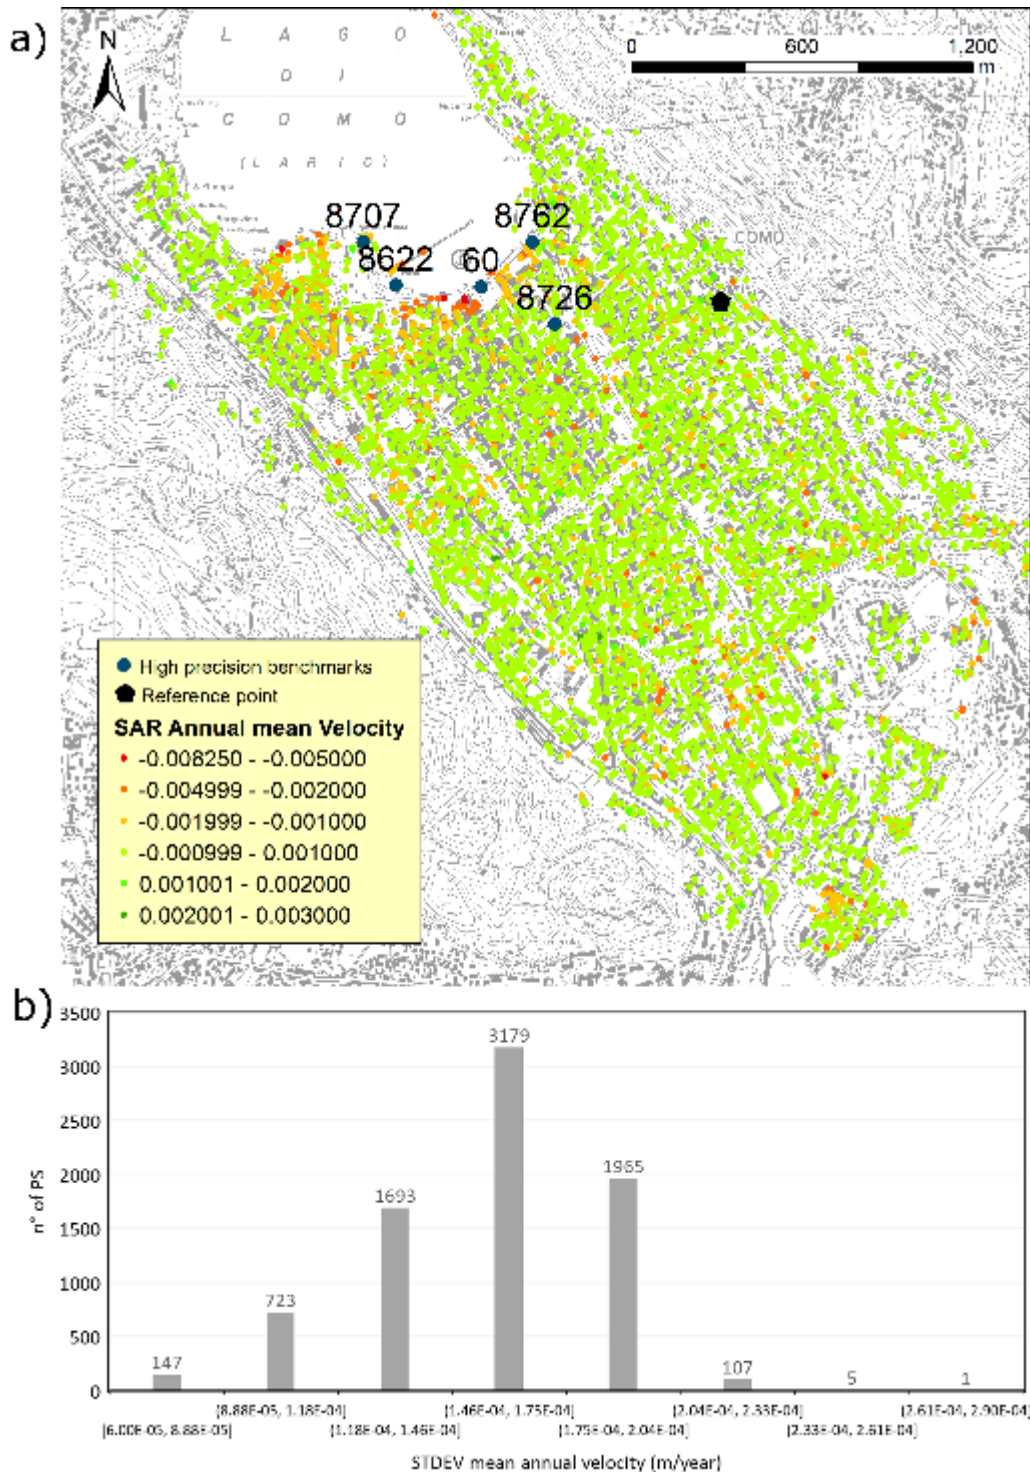 a)
N
L A G O
D I
C O M O
( L A R I O )
0 600 1.200
m
8707
8762
8622
60
8726
COMO
High precision benchmarks
Reference point
SAR Annual mean Velocity
-0.008250 - -0.005000
-0.004999 - -0.002000
-0.001999 - -0.001000
-0.000999 - 0.001000
0.001001 - 0.002000
0.002001 - 0.003000
b)
3500
3000
2500
2000
1500
1000
500
0
n° of PS
147
723
1693
3179
1965
107
5
1
[6.00E-05, 8.88E-05]
(8.88E-05, 1.18E-04]
(1.18E-04, 1.46E-04]
(1.46E-04, 1.75E-04]
(1.75E-04, 2.04E-04]
(2.04E-04, 2.33E-04]
(2.33E-04, 2.61E-04]
(2.61E-04, 2.90E-04]
STDEV mean annual velocity (m/year)